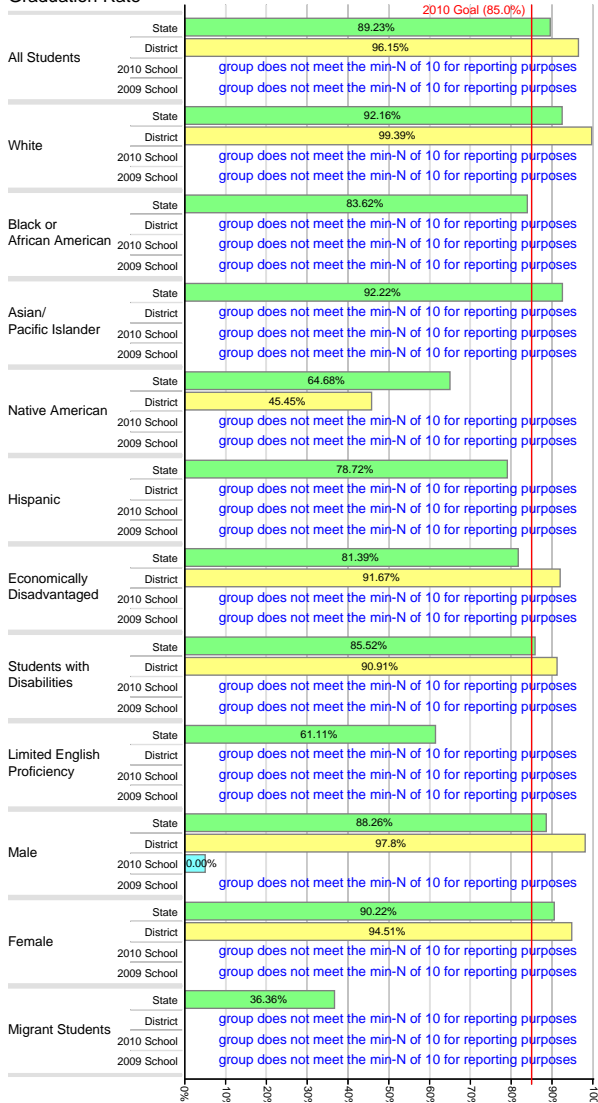 Graduation Rate
2010 Goal (85.0%)
All Students
State 89.23%
District 96.15%
2010 School group does not meet the min-N of 10 for reporting purposes
2009 School group does not meet the min-N of 10 for reporting purposes
White
State 92.16%
District 99.39%
2010 School group does not meet the min-N of 10 for reporting purposes
2009 School group does not meet the min-N of 10 for reporting purposes
Black or
African American
State 83.62%
District group does not meet the min-N of 10 for reporting purposes
2010 School group does not meet the min-N of 10 for reporting purposes
2009 School group does not meet the min-N of 10 for reporting purposes
Asian/
Pacific Islander
State 92.22%
District group does not meet the min-N of 10 for reporting purposes
2010 School group does not meet the min-N of 10 for reporting purposes
2009 School group does not meet the min-N of 10 for reporting purposes
Native American
State 64.68%
District 45.45%
2010 School group does not meet the min-N of 10 for reporting purposes
2009 School group does not meet the min-N of 10 for reporting purposes
Hispanic
State 78.72%
District group does not meet the min-N of 10 for reporting purposes
2010 School group does not meet the min-N of 10 for reporting purposes
2009 School group does not meet the min-N of 10 for reporting purposes
Economically
Disadvantaged
State 81.39%
District 91.67%
2010 School group does not meet the min-N of 10 for reporting purposes
2009 School group does not meet the min-N of 10 for reporting purposes
Students with
Disabilities
State 85.52%
District 90.91%
2010 School group does not meet the min-N of 10 for reporting purposes
2009 School group does not meet the min-N of 10 for reporting purposes
Limited English
Proficiency
State 61.11%
District group does not meet the min-N of 10 for reporting purposes
2010 School group does not meet the min-N of 10 for reporting purposes
2009 School group does not meet the min-N of 10 for reporting purposes
Male
State 88.26%
District 97.8%
2010 School 0.00%
2009 School group does not meet the min-N of 10 for reporting purposes
Female
State 90.22%
District 94.51%
2010 School group does not meet the min-N of 10 for reporting purposes
2009 School group does not meet the min-N of 10 for reporting purposes
Migrant Students
State 36.36%
District group does not meet the min-N of 10 for reporting purposes
2010 School group does not meet the min-N of 10 for reporting purposes
2009 School group does not meet the min-N of 10 for reporting purposes
0% 10% 20% 30% 40% 50% 60% 70% 80% 90% 100